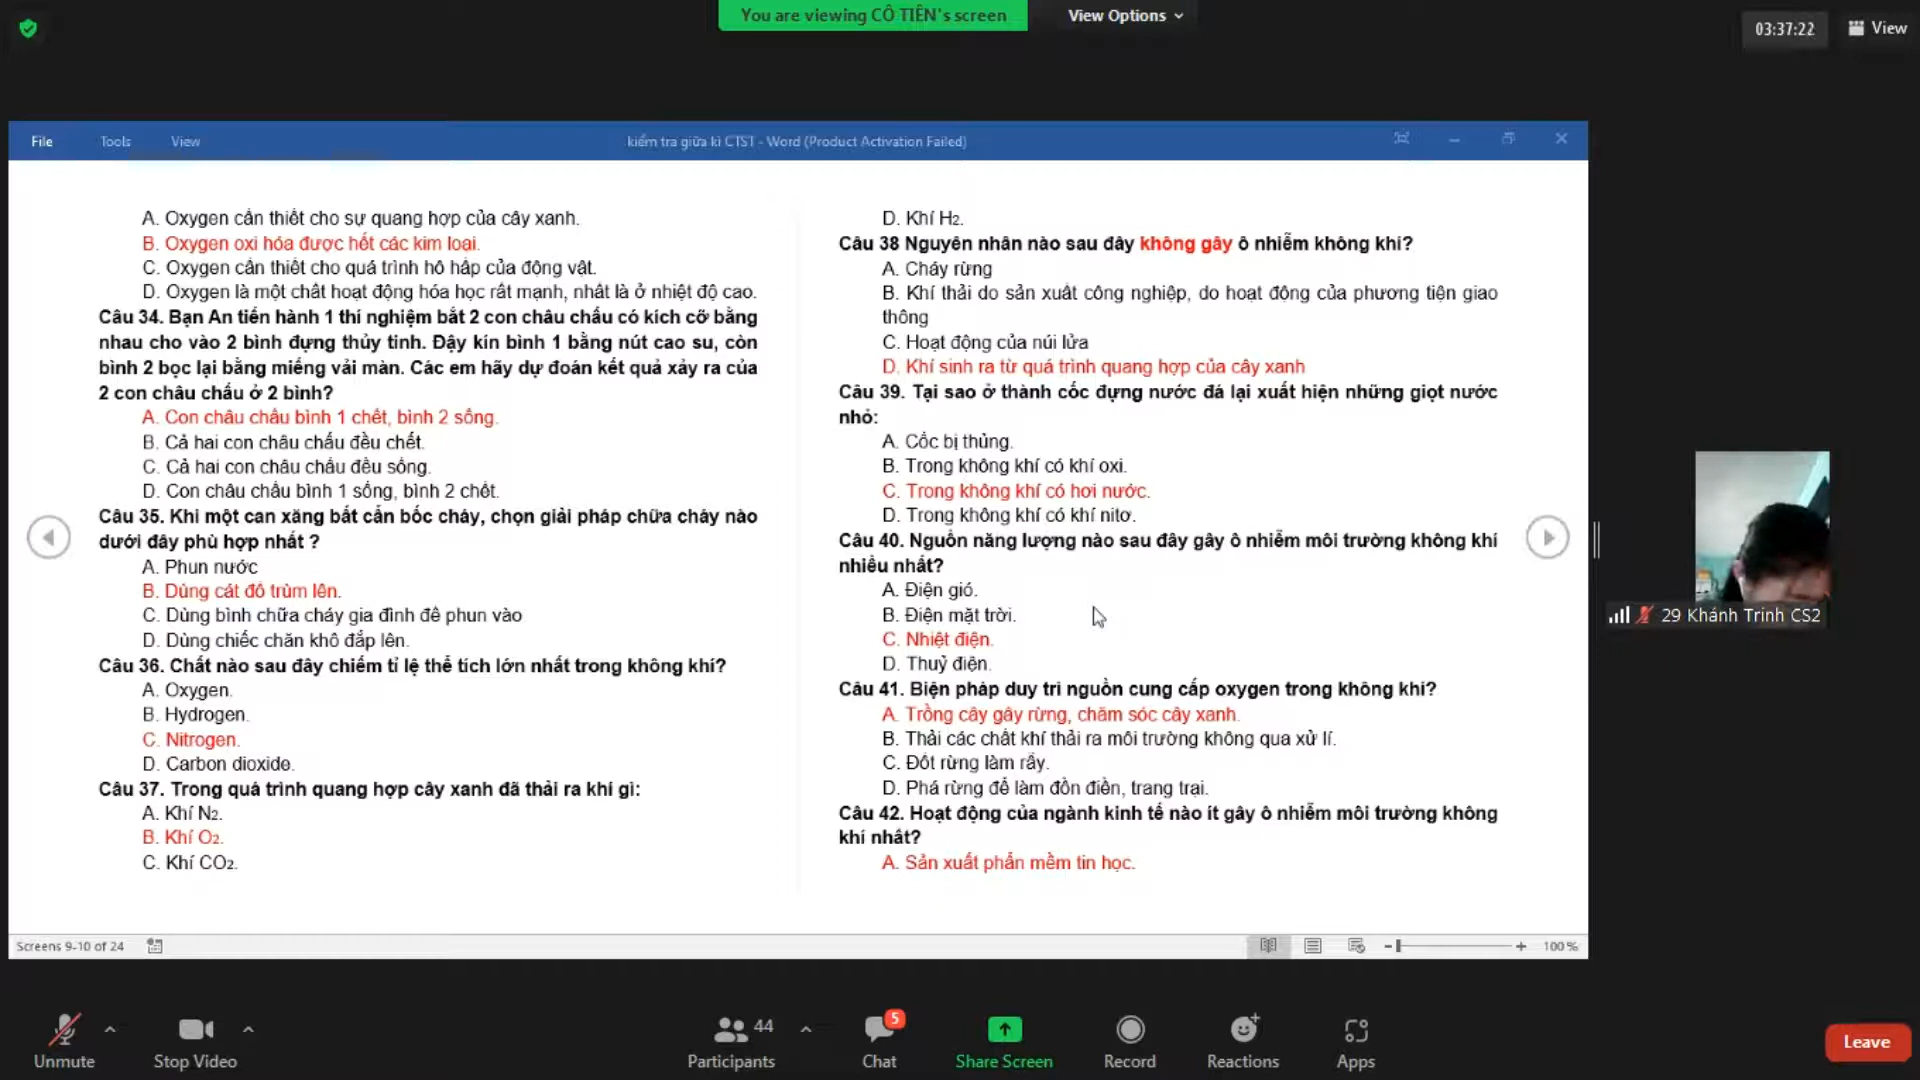 You are viewing CÔ TIÊN's screen
View Options
03:37:22
View
File
Tools
View
kiểm tra giữa kì CTST - Word (Product Activation Failed)
A. Oxygen cần thiết cho sự quang hợp của cây xanh.
B. Oxygen oxi hóa được hết các kim loại.
C. Oxygen cần thiết cho quá trình hô hấp của động vật.
D. Oxygen là một chất hoạt động hóa học rất mạnh, nhất là ở nhiệt độ cao.
Câu 34. Bạn An tiến hành 1 thí nghiệm bắt 2 con châu chấu có kích cỡ bằng
nhau cho vào 2 bình đựng thủy tinh. Đậy kín bình 1 bằng nút cao su, còn
bình 2 bọc lại bằng miếng vải màn. Các em hãy dự đoán kết quả xảy ra của
2 con châu chấu ở 2 bình?
A. Con châu chấu bình 1 chết, bình 2 sống.
B. Cả hai con châu chấu đều chết.
C. Cả hai con châu chấu đều sống.
D. Con châu chấu bình 1 sống, bình 2 chết.
Câu 35. Khi một can xăng bất cẩn bốc cháy, chọn giải pháp chữa cháy nào
dưới đây phù hợp nhất ?
A. Phun nước
B. Dùng cát đổ trùm lên.
C. Dùng bình chữa cháy gia đình để phun vào
D. Dùng chiếc chăn khô đắp lên.
Câu 36. Chất nào sau đây chiếm tỉ lệ thể tích lớn nhất trong không khí?
A. Oxygen.
B. Hydrogen.
C. Nitrogen.
D. Carbon dioxide.
Câu 37. Trong quá trình quang hợp cây xanh đã thải ra khí gì:
A. Khí N2.
B. Khí O2.
C. Khí CO2.
D. Khí H2.
Câu 38 Nguyên nhân nào sau đây không gây ô nhiễm không khí?
A. Cháy rừng
B. Khí thải do sản xuất công nghiệp, do hoạt động của phương tiện giao
thông
C. Hoạt động của núi lửa
D. Khí sinh ra từ quá trình quang hợp của cây xanh
Câu 39. Tại sao ở thành cốc đựng nước đá lại xuất hiện những giọt nước
nhỏ:
A. Cốc bị thủng.
B. Trong không khí có khí oxi.
C. Trong không khí có hơi nước.
D. Trong không khí có khí nitơ.
Câu 40. Nguồn năng lượng nào sau đây gây ô nhiễm môi trường không khí
nhiều nhất?
A. Điện gió.
B. Điện mặt trời.
C. Nhiệt điện.
D. Thuỷ điện.
Câu 41. Biện pháp duy trì nguồn cung cấp oxygen trong không khí?
A. Trồng cây gây rừng, chăm sóc cây xanh.
B. Thải các chất khí thải ra môi trường không qua xử lí.
C. Đốt rừng làm rẫy.
D. Phá rừng để làm đồn điền, trang trại.
Câu 42. Hoạt động của ngành kinh tế nào ít gây ô nhiễm môi trường không
khí nhất?
A. Sản xuất phần mềm tin học.
29 Khánh Trình CS2
Screens 9-10 of 24
100 %
Unmute
Stop Video
44
Participants
5
Chat
Share Screen
Record
Reactions
Apps
Leave